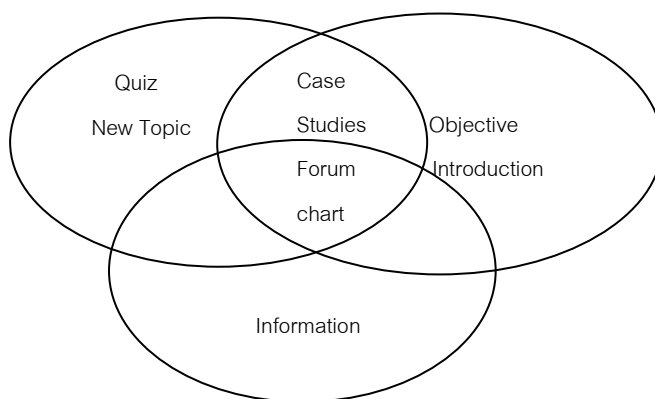 Quiz
New Topic
Case
Studies
Forum
chart
Objective
Introduction
Information